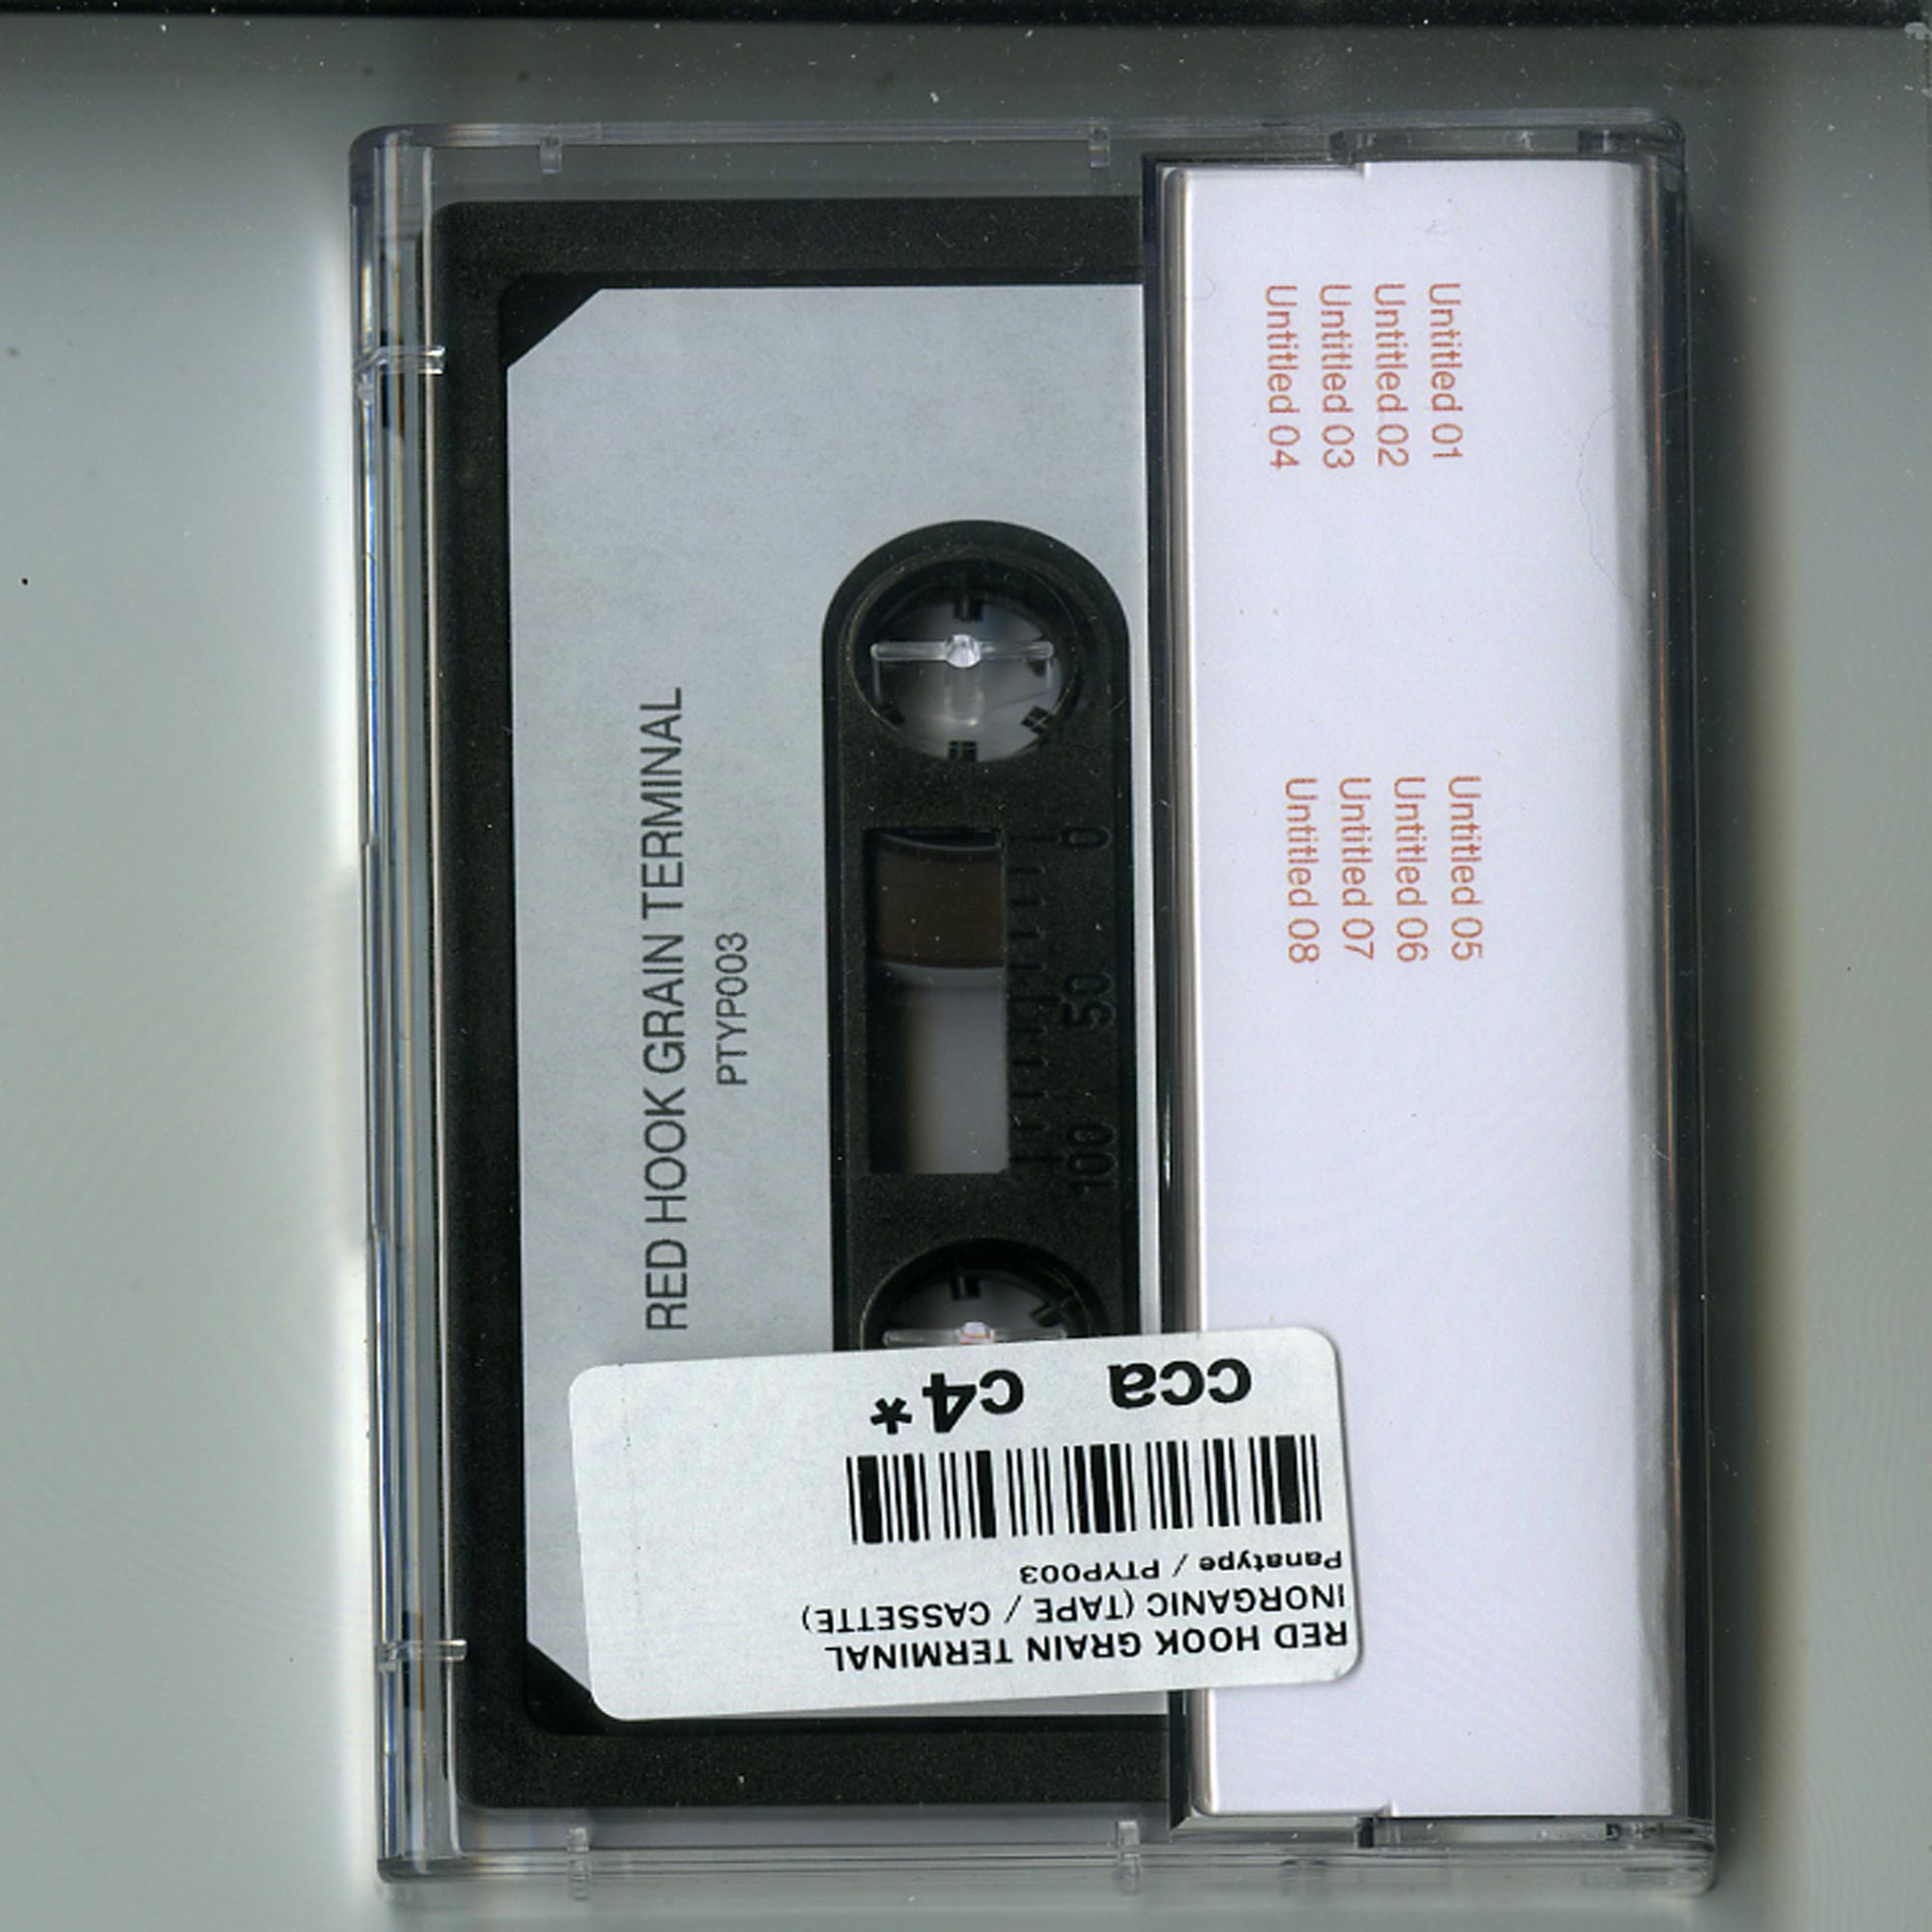 RED HOOK GRAIN TERMINAL
PTYP003
0
50
100
Untitled 01
Untitled 02
Untitled 03
Untitled 04
Untitled 05
Untitled 06
Untitled 07
Untitled 08
RED HOOK GRAIN TERMINAL
INORGANIC (TAPE / CASSETTE)
Panatype / PTYP003
cca c4*